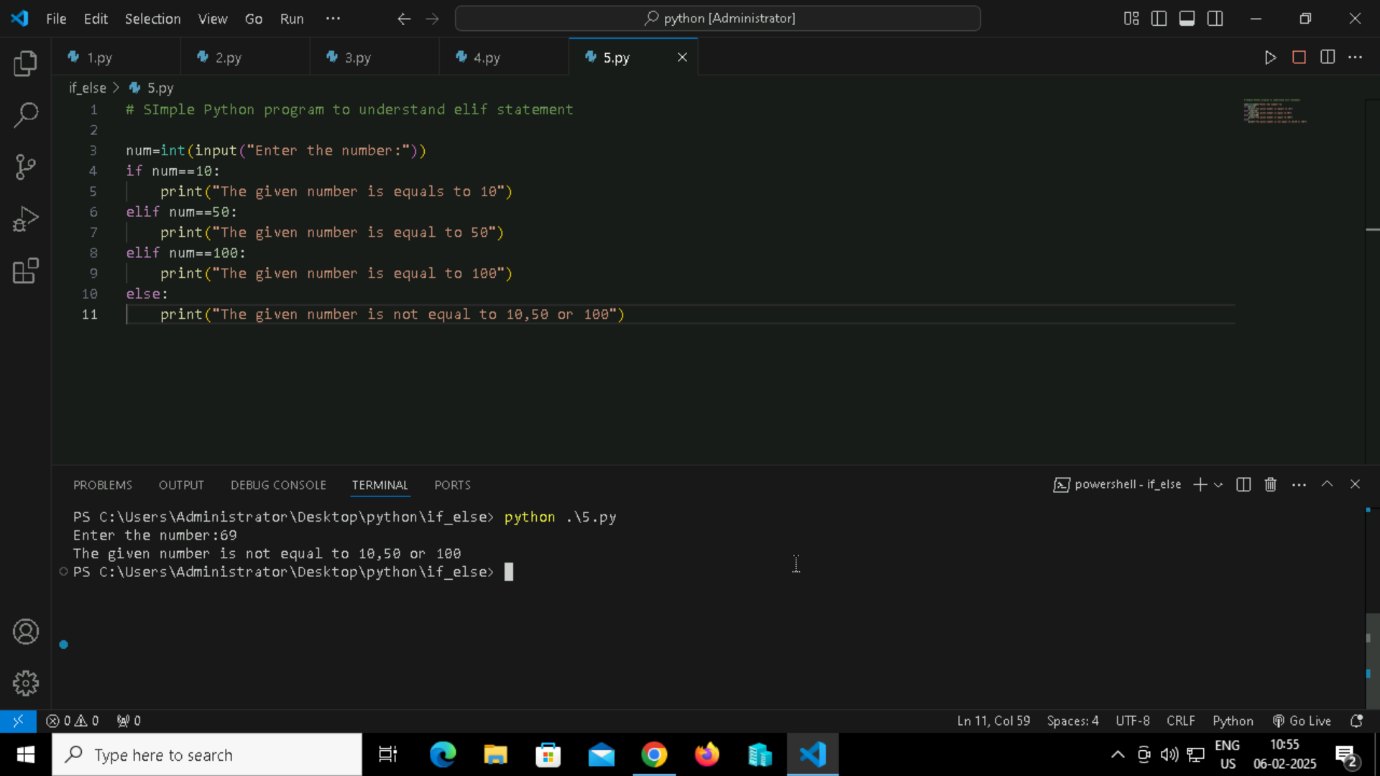 File Edit Selection View Go Run ··· python [Administrator]
1.py 2.py 3.py 4.py 5.py
if_else > 5.py
1 # SImple Python program to understand elif statement
2
3 num=int(input("Enter the number:"))
4 if num==10:
5 print("The given number is equals to 10")
6 elif num==50:
7 print("The given number is equal to 50")
8 elif num==100:
9 print("The given number is equal to 100")
10 else:
11 print("The given number is not equal to 10,50 or 100")
PROBLEMS OUTPUT DEBUG CONSOLE TERMINAL PORTS powershell - if_else
PS C:\Users\Administrator\Desktop\python\if_else> python .\5.py
Enter the number:69
The given number is not equal to 10,50 or 100
PS C:\Users\Administrator\Desktop\python\if_else>
0 0 0 Ln 11, Col 59 Spaces: 4 UTF-8 CRLF Python Go Live
Type here to search ENG 10:55
US 06-02-2025 2